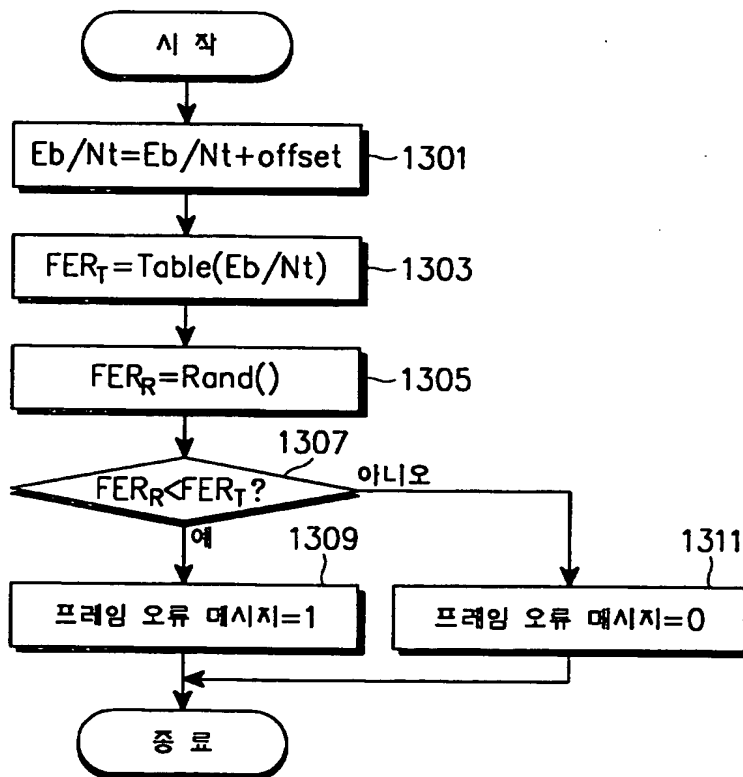 시 작
Eb/Nt=Eb/Nt+offset
1301
FER_T=Table(Eb/Nt)
1303
FER_R=Rand()
1305
1307
FER_R<FER_T?
아니오
예
1309
프레임 오류 메시지=1
1311
프레임 오류 메시지=0
종 료